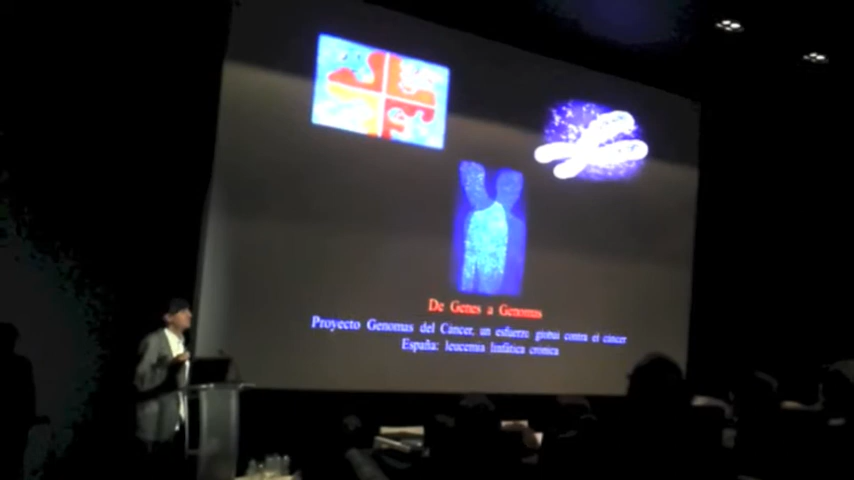 De Genes a Genomas
Proyecto Genomas del Cáncer, un esfuerzo global contra el cáncer
España: leucemia linfática crónica